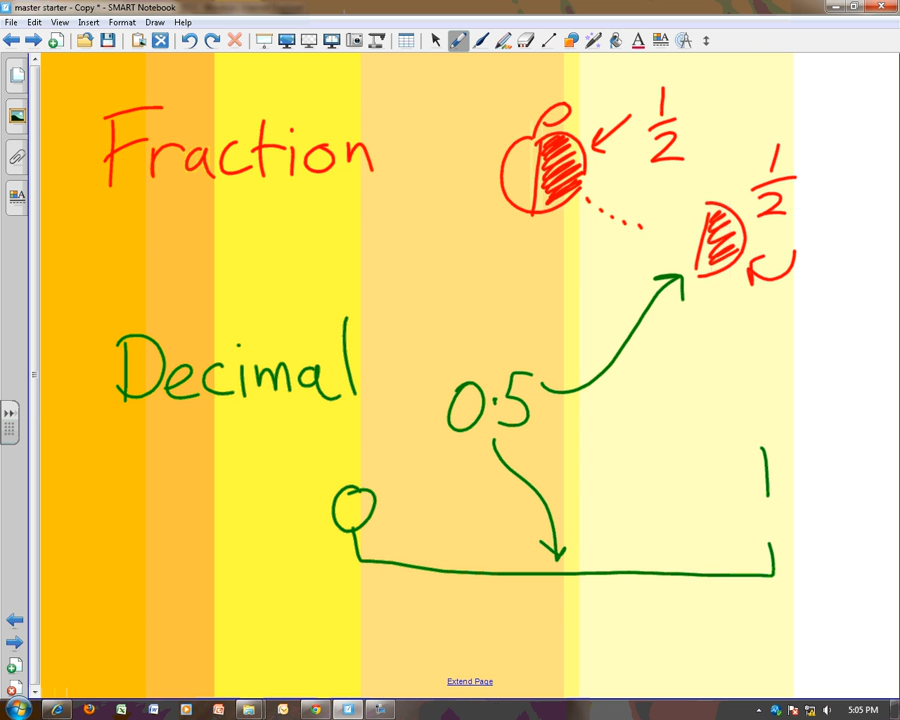 master starter - Copy * - SMART Notebook
File Edit View Insert Format Draw Help
Fraction
1
2
1
2
Decimal
0.5
0
1
Extend Page
5:05 PM